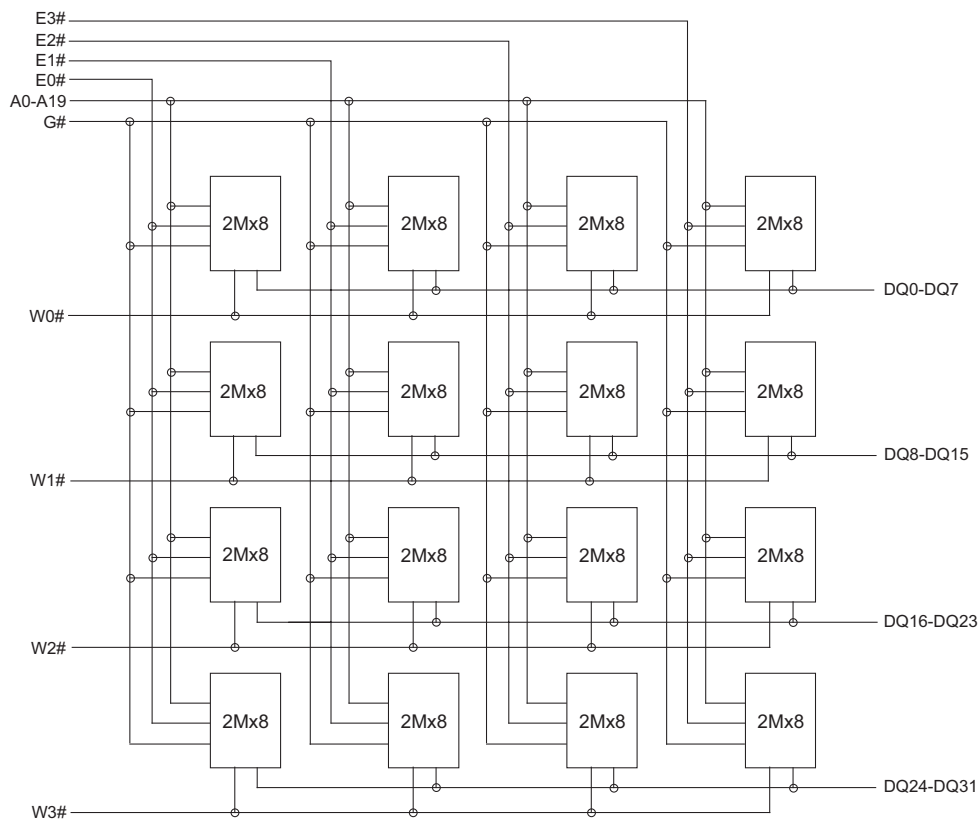 E3#
E2#
E1#
E0#
A0-A19
G#
2Mx8 2Mx8 2Mx8 2Mx8
DQ0-DQ7
W0#
2Mx8 2Mx8 2Mx8 2Mx8
DQ8-DQ15
W1#
2Mx8 2Mx8 2Mx8 2Mx8
DQ16-DQ23
W2#
2Mx8 2Mx8 2Mx8 2Mx8
DQ24-DQ31
W3#